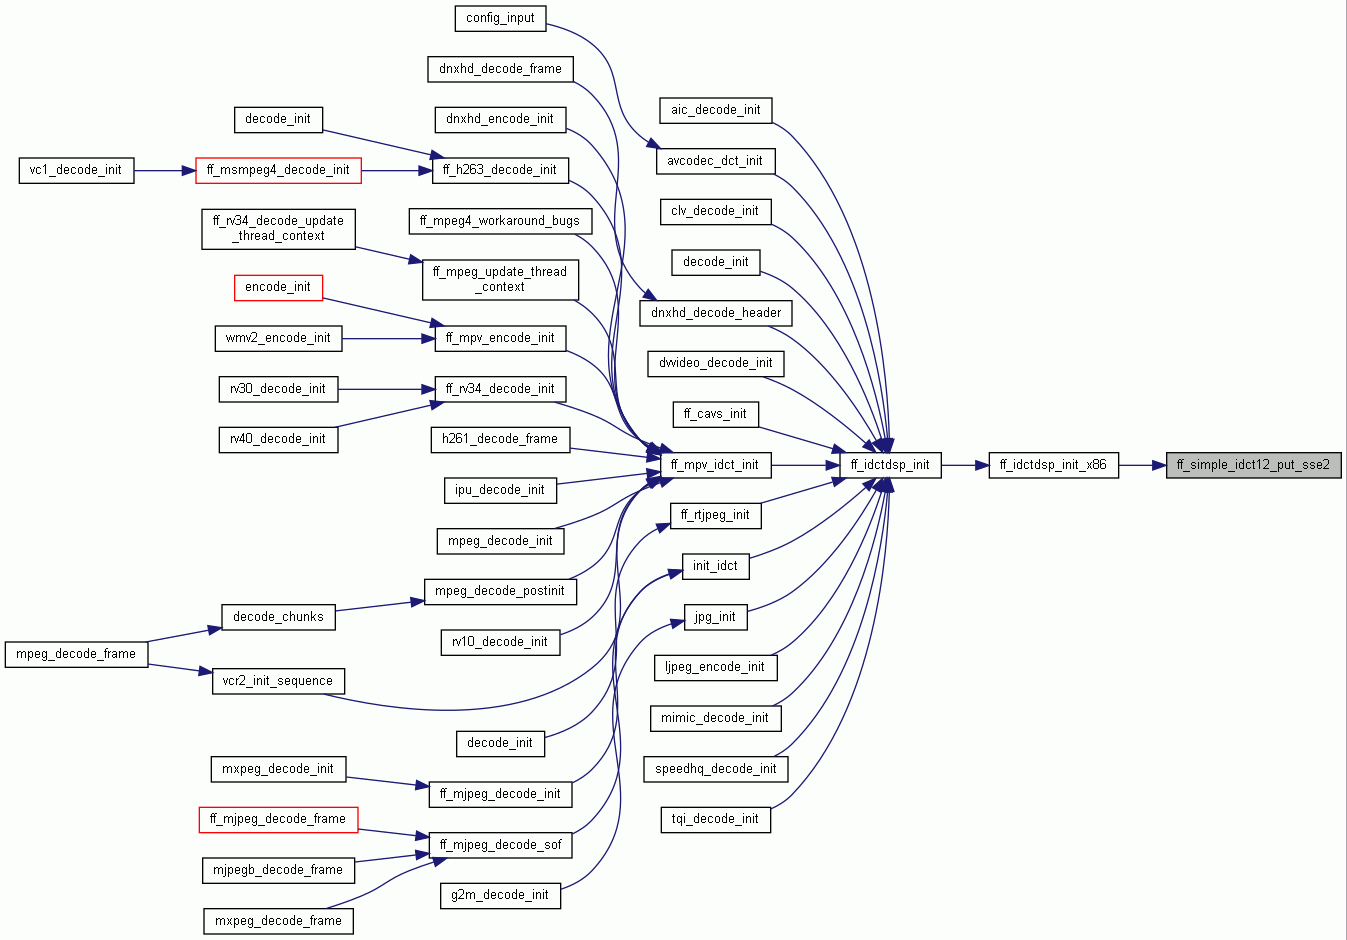 config_input
dnxhd_decode_frame
aic_decode_init
decode_init
dnxhd_encode_init
avcodec_dct_init
vc1_decode_init
ff_msmpeg4_decode_init
ff_h263_decode_init
clv_decode_init
ff_rv34_decode_update
_thread_context
ff_mpeg4_workaround_bugs
decode_init
ff_mpeg_update_thread
_context
encode_init
dnxhd_decode_header
wmv2_encode_init
ff_mpv_encode_init
dwideo_decode_init
rv30_decode_init
ff_rv34_decode_init
ff_cavs_init
rv40_decode_init
h261_decode_frame
ff_mpv_idct_init
ff_idctdsp_init
ff_idctdsp_init_x86
ff_simple_idct12_put_sse2
ipu_decode_init
ff_rtjpeg_init
mpeg_decode_init
init_idct
mpeg_decode_postinit
decode_chunks
jpg_init
rv10_decode_init
mpeg_decode_frame
ljpeg_encode_init
vcr2_init_sequence
mimic_decode_init
decode_init
mxpeg_decode_init
speedhq_decode_init
ff_mjpeg_decode_init
ff_mjpeg_decode_frame
tqi_decode_init
ff_mjpeg_decode_sof
mjpegb_decode_frame
g2m_decode_init
mxpeg_decode_frame